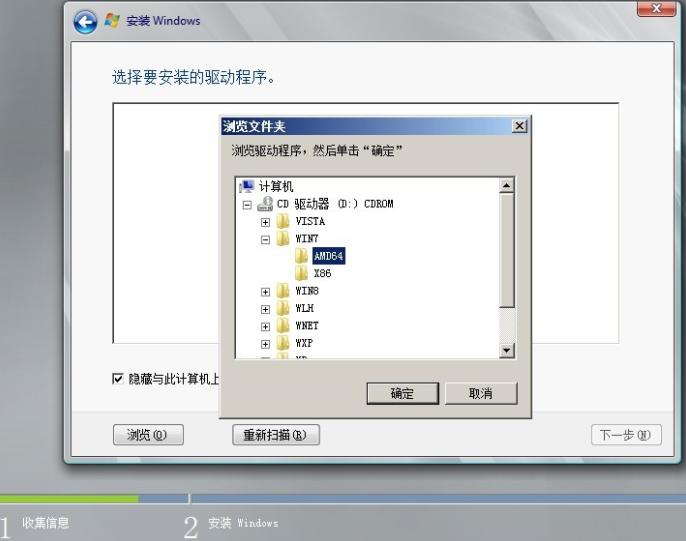 安装 Windows
选择要安装的驱动程序。
浏览文件夹
浏览驱动程序，然后单击“确定”
计算机
CD 驱动器 (D:) CDROM
VISTA
WIN7
AMD64
X86
WIN8
WLH
WNET
WXP
隐藏与此计算机上
确定 取消
浏览(O) 重新扫描(R) 下一步(N)
1 收集信息 2 安装 Windows